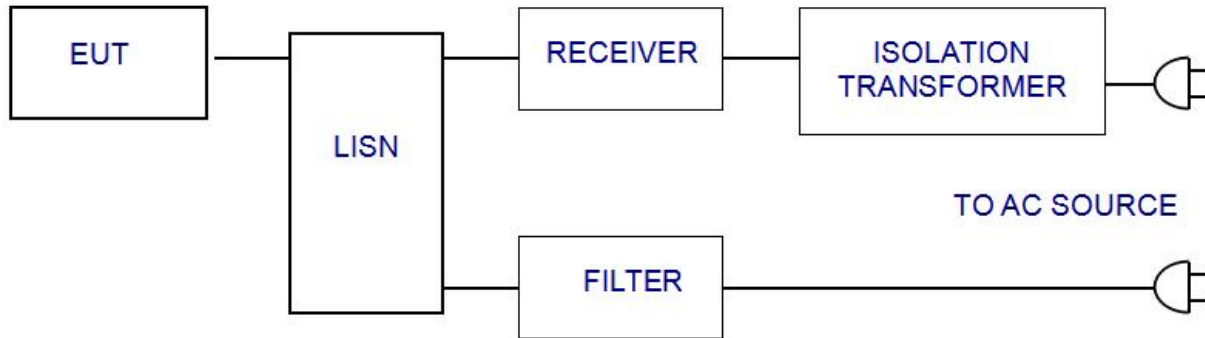 EUT
RECEIVER
ISOLATION
TRANSFORMER
LISN
TO AC SOURCE
FILTER